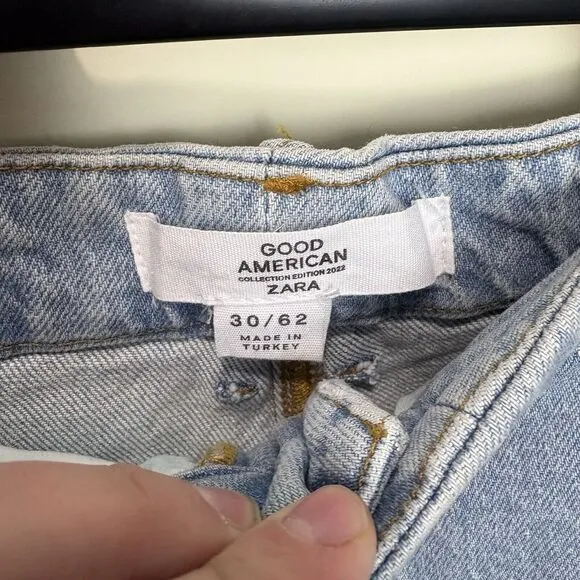 GOOD
AMERICAN
COLLECTION EDITION 2022
ZARA
30/62
MADE IN
TURKEY